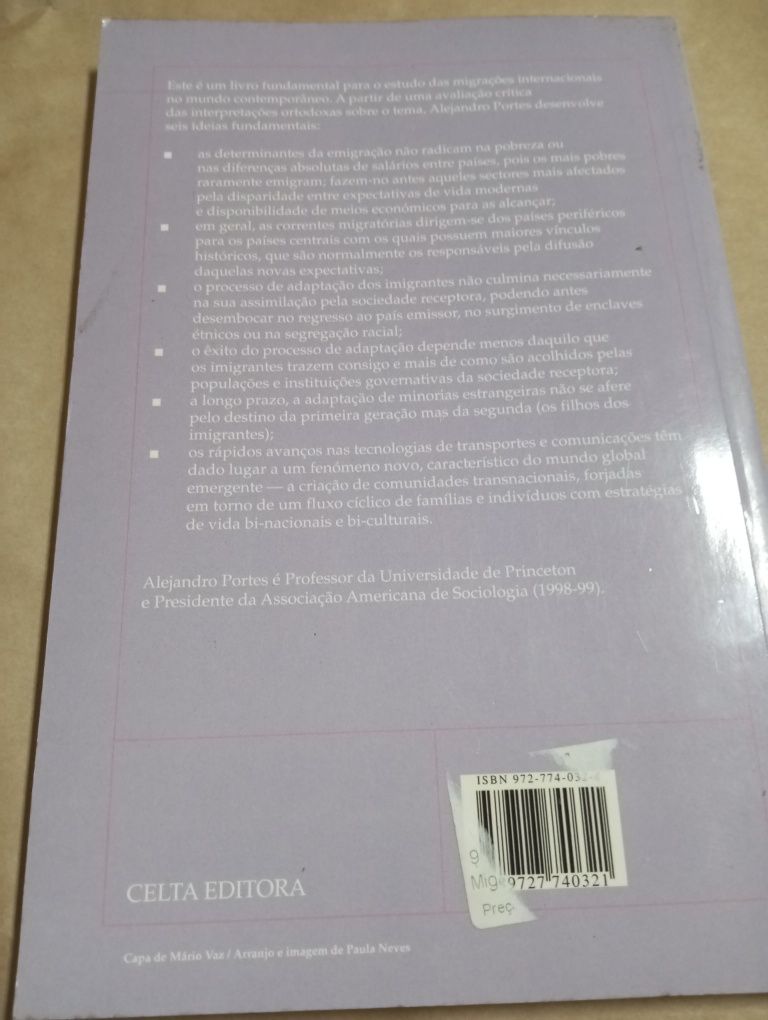 Este é um livro fundamental para o estudo das migrações internacionais
no mundo contemporâneo. A partir de uma avaliação crítica
das interpretações ortodoxas sobre o tema, Alejandro Portes desenvolve
seis ideias fundamentais:
as determinantes da emigração não radicam na pobreza ou
nas diferenças absolutas de salários entre países, pois os mais pobres
raramente emigram; fazem-no antes aqueles sectores mais afectados
pela disparidade entre expectativas de vida modernas
e disponibilidade de meios económicos para as alcançar;
em geral, as correntes migratórias dirigem-se dos países periféricos
para os países centrais com os quais possuem maiores vínculos
históricos, que são normalmente os responsáveis pela difusão
daquelas novas expectativas;
o processo de adaptação dos imigrantes não culmina necessariamente
na sua assimilação pela sociedade receptora, podendo antes
desembocar no regresso ao país emissor, no surgimento de enclaves
étnicos ou na segregação racial;
o êxito do processo de adaptação depende menos daquilo que
os imigrantes trazem consigo e mais de como são acolhidos pelas
populações e instituições governativas da sociedade receptora;
a longo prazo, a adaptação de minorias estrangeiras não se afere
pelo destino da primeira geração mas da segunda (os filhos dos
imigrantes);
os rápidos avanços nas tecnologias de transportes e comunicações têm
dado lugar a um fenómeno novo, característico do mundo global
emergente — a criação de comunidades transnacionais, forjadas
em torno de um fluxo cíclico de famílias e indivíduos com estratégias
de vida bi-nacionais e bi-culturais.
Alejandro Portes é Professor da Universidade de Princeton
e Presidente da Associação Americana de Sociologia (1998-99).
ISBN 972-774-03
9
Mig
9727 740321
Preç
CELTA EDITORA
Capa de Mário Vaz / Arranjo e imagem de Paula Neves